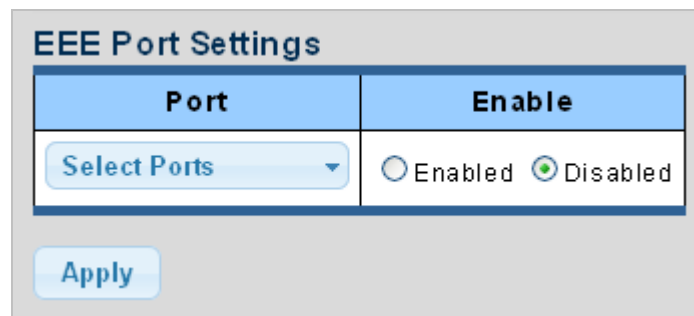 EEE Port Settings
Port Enable
Select Ports Enabled Disabled
Apply